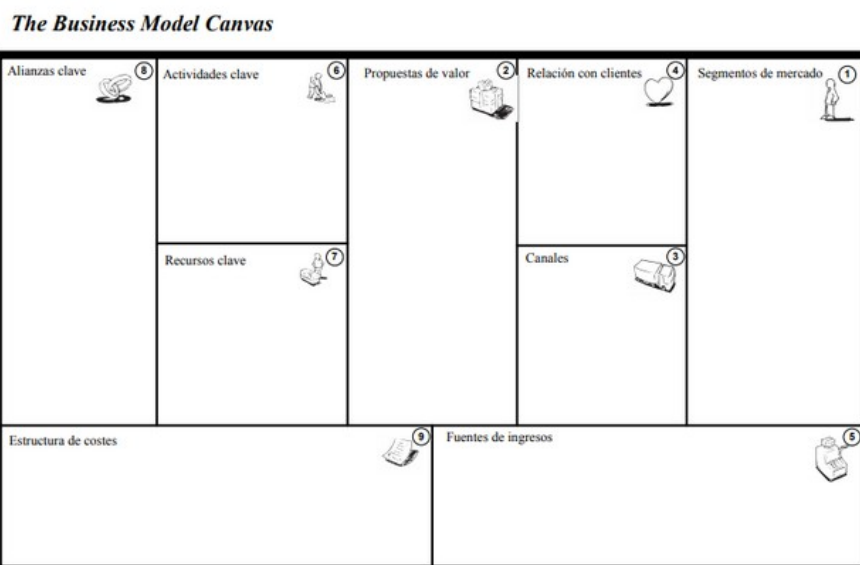 The Business Model Canvas
Alianzas clave 8
Actividades clave 6
Propuestas de valor 2
Relación con clientes 4
Segmentos de mercado 1
Recursos clave 7
Canales 3
Estructura de costes 9
Fuentes de ingresos 5